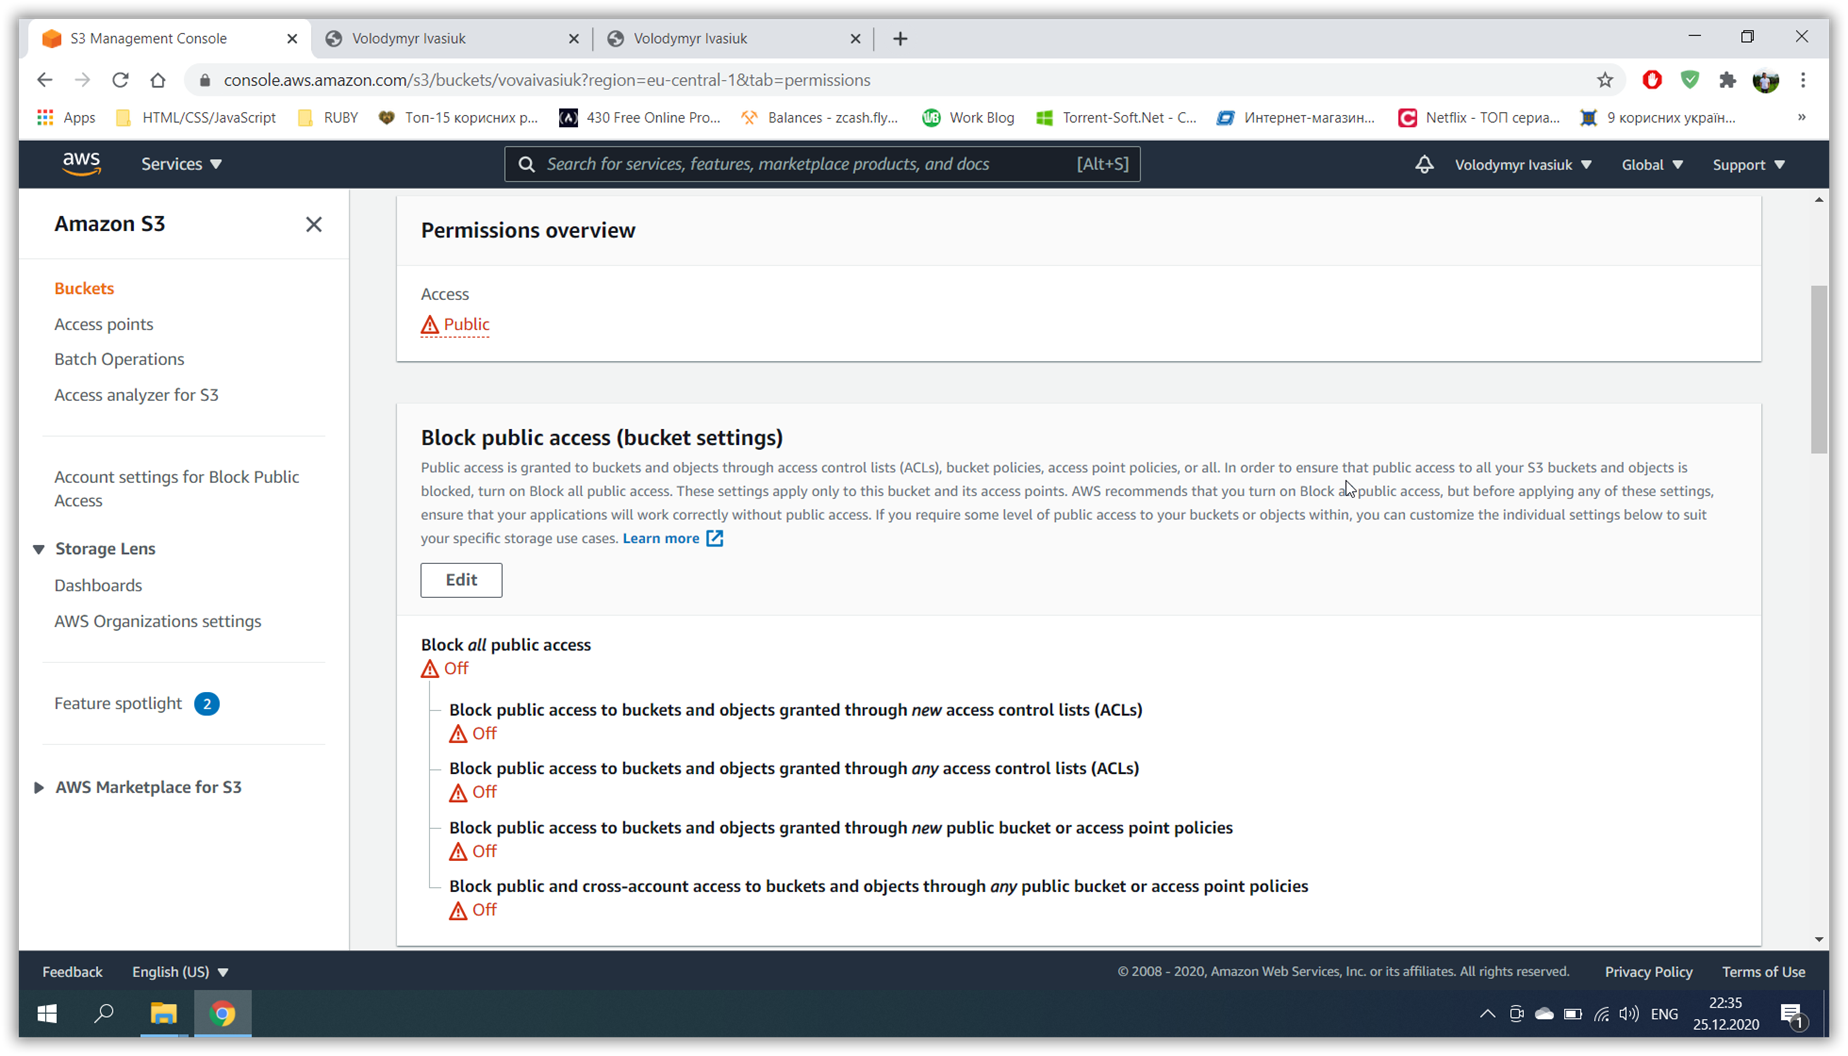 S3 Management Console
Volodymyr Ivasiuk
Volodymyr Ivasiuk
console.aws.amazon.com/s3/buckets/vovaivasiuk?region=eu-central-1&tab=permissions
Apps
HTML/CSS/JavaScript
RUBY
Топ-15 корисних р...
430 Free Online Pro...
Balances - zcash.fly...
Work Blog
Torrent-Soft.Net - C...
Интернет-магазин...
Netflix - ТОП сериа...
9 корисних україн...
»
aws
Services
Search for services, features, marketplace products, and docs
[Alt+S]
Volodymyr Ivasiuk
Global
Support
Amazon S3
Buckets
Access points
Batch Operations
Access analyzer for S3
Account settings for Block Public
Access
Storage Lens
Dashboards
AWS Organizations settings
Feature spotlight 2
AWS Marketplace for S3
Permissions overview
Access
Public
Block public access (bucket settings)
Public access is granted to buckets and objects through access control lists (ACLs), bucket policies, access point policies, or all. In order to ensure that public access to all your S3 buckets and objects is
blocked, turn on Block all public access. These settings apply only to this bucket and its access points. AWS recommends that you turn on Block all public access, but before applying any of these settings,
ensure that your applications will work correctly without public access. If you require some level of public access to your buckets or objects within, you can customize the individual settings below to suit
your specific storage use cases. Learn more
Edit
Block all public access
Off
Block public access to buckets and objects granted through new access control lists (ACLs)
Off
Block public access to buckets and objects granted through any access control lists (ACLs)
Off
Block public access to buckets and objects granted through new public bucket or access point policies
Off
Block public and cross-account access to buckets and objects through any public bucket or access point policies
Off
Feedback
English (US)
© 2008 - 2020, Amazon Web Services, Inc. or its affiliates. All rights reserved.
Privacy Policy
Terms of Use
ENG
22:35
25.12.2020
1